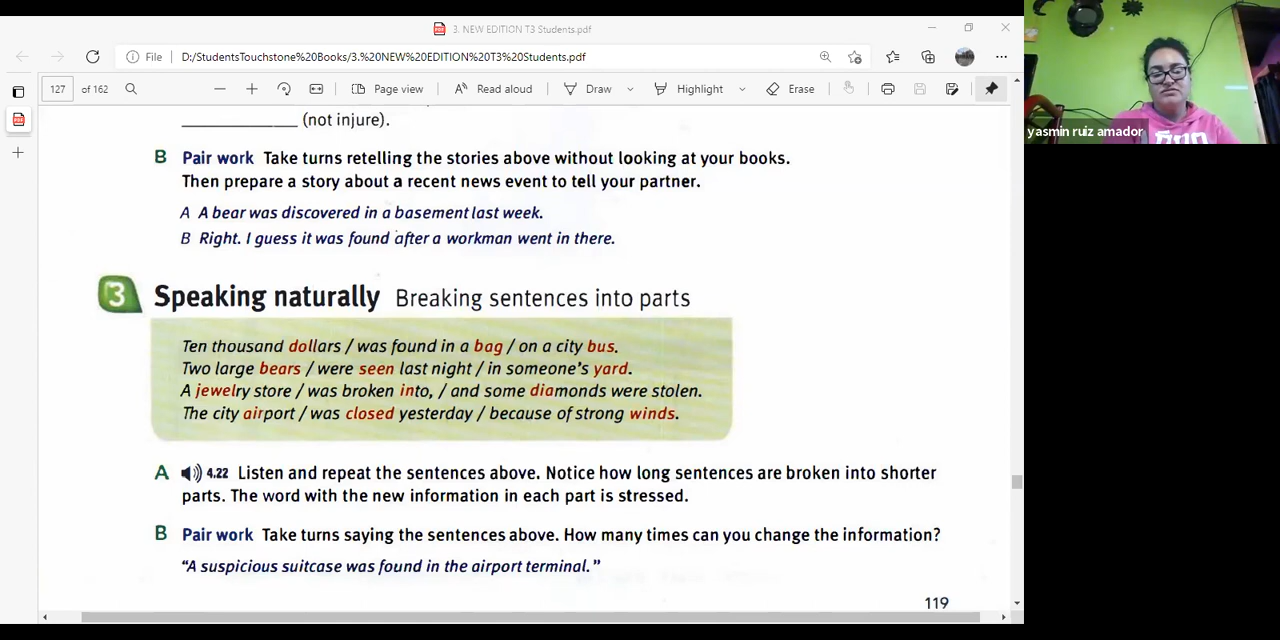 3. NEW EDITION T3 Students.pdf
File D:/StudentsTouchstone%20Books/3.%20NEW%20EDITION%20T3%20Students.pdf
127 of 162 Page view Read aloud Draw Highlight Erase
yasmin ruiz amador
____________ (not injure).
B Pair work Take turns retelling the stories above without looking at your books.
Then prepare a story about a recent news event to tell your partner.
A A bear was discovered in a basement last week.
B Right. I guess it was found after a workman went in there.
3 Speaking naturally Breaking sentences into parts
Ten thousand dollars / was found in a bag / on a city bus.
Two large bears / were seen last night / in someone's yard.
A jewelry store / was broken into, / and some diamonds were stolen.
The city airport / was closed yesterday / because of strong winds.
A 4.22 Listen and repeat the sentences above. Notice how long sentences are broken into shorter
parts. The word with the new information in each part is stressed.
B Pair work Take turns saying the sentences above. How many times can you change the information?
"A suspicious suitcase was found in the airport terminal."
119